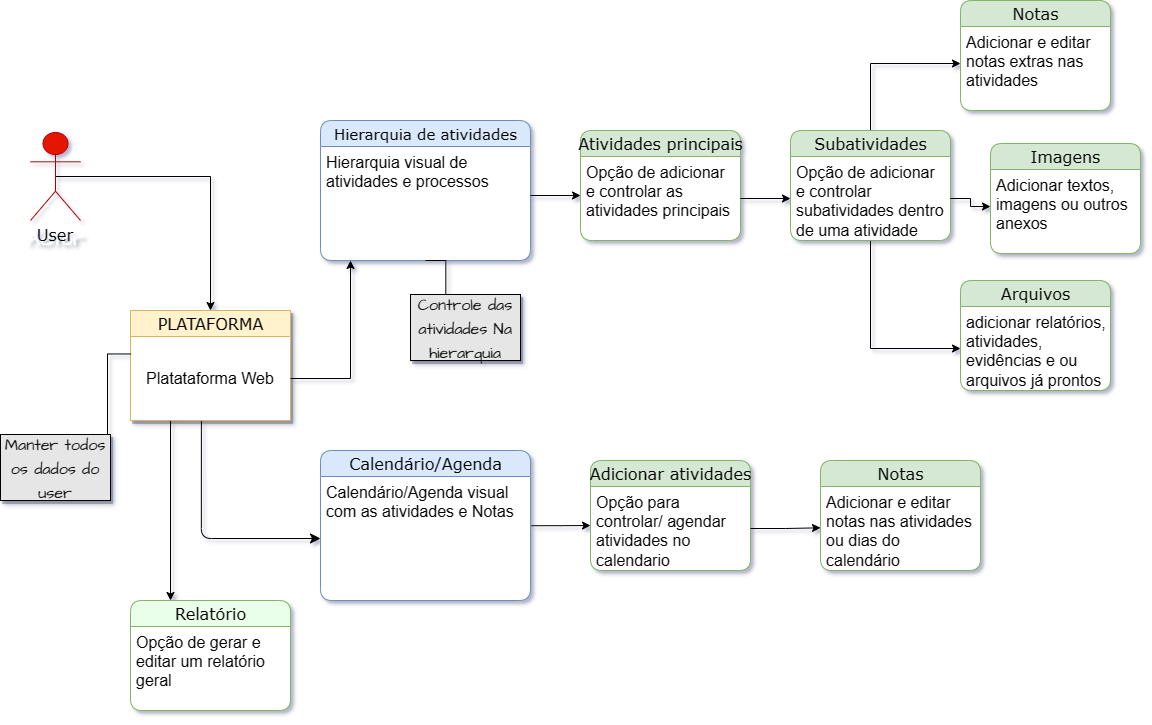 Notas
Adicionar e editar
notas extras nas
atividades
Hierarquia de atividades
Hierarquia visual de
atividades e processos
Atividades principais
Opção de adicionar
e controlar as
atividades principais
Subatividades
Opção de adicionar
e controlar
subatividades dentro
de uma atividade
Imagens
Adicionar textos,
imagens ou outros
anexos
User
Controle das
atividades Na
hierarquia
Arquivos
adicionar relatórios,
atividades,
evidências e ou
arquivos já prontos
PLATAFORMA
Platataforma Web
Manter todos
os dados do
user
Calendário/Agenda
Calendário/Agenda visual
com as atividades e Notas
Adicionar atividades
Opção para
controlar/ agendar
atividades no
calendario
Notas
Adicionar e editar
notas nas atividades
ou dias do
calendário
Relatório
Opção de gerar e
editar um relatório
geral